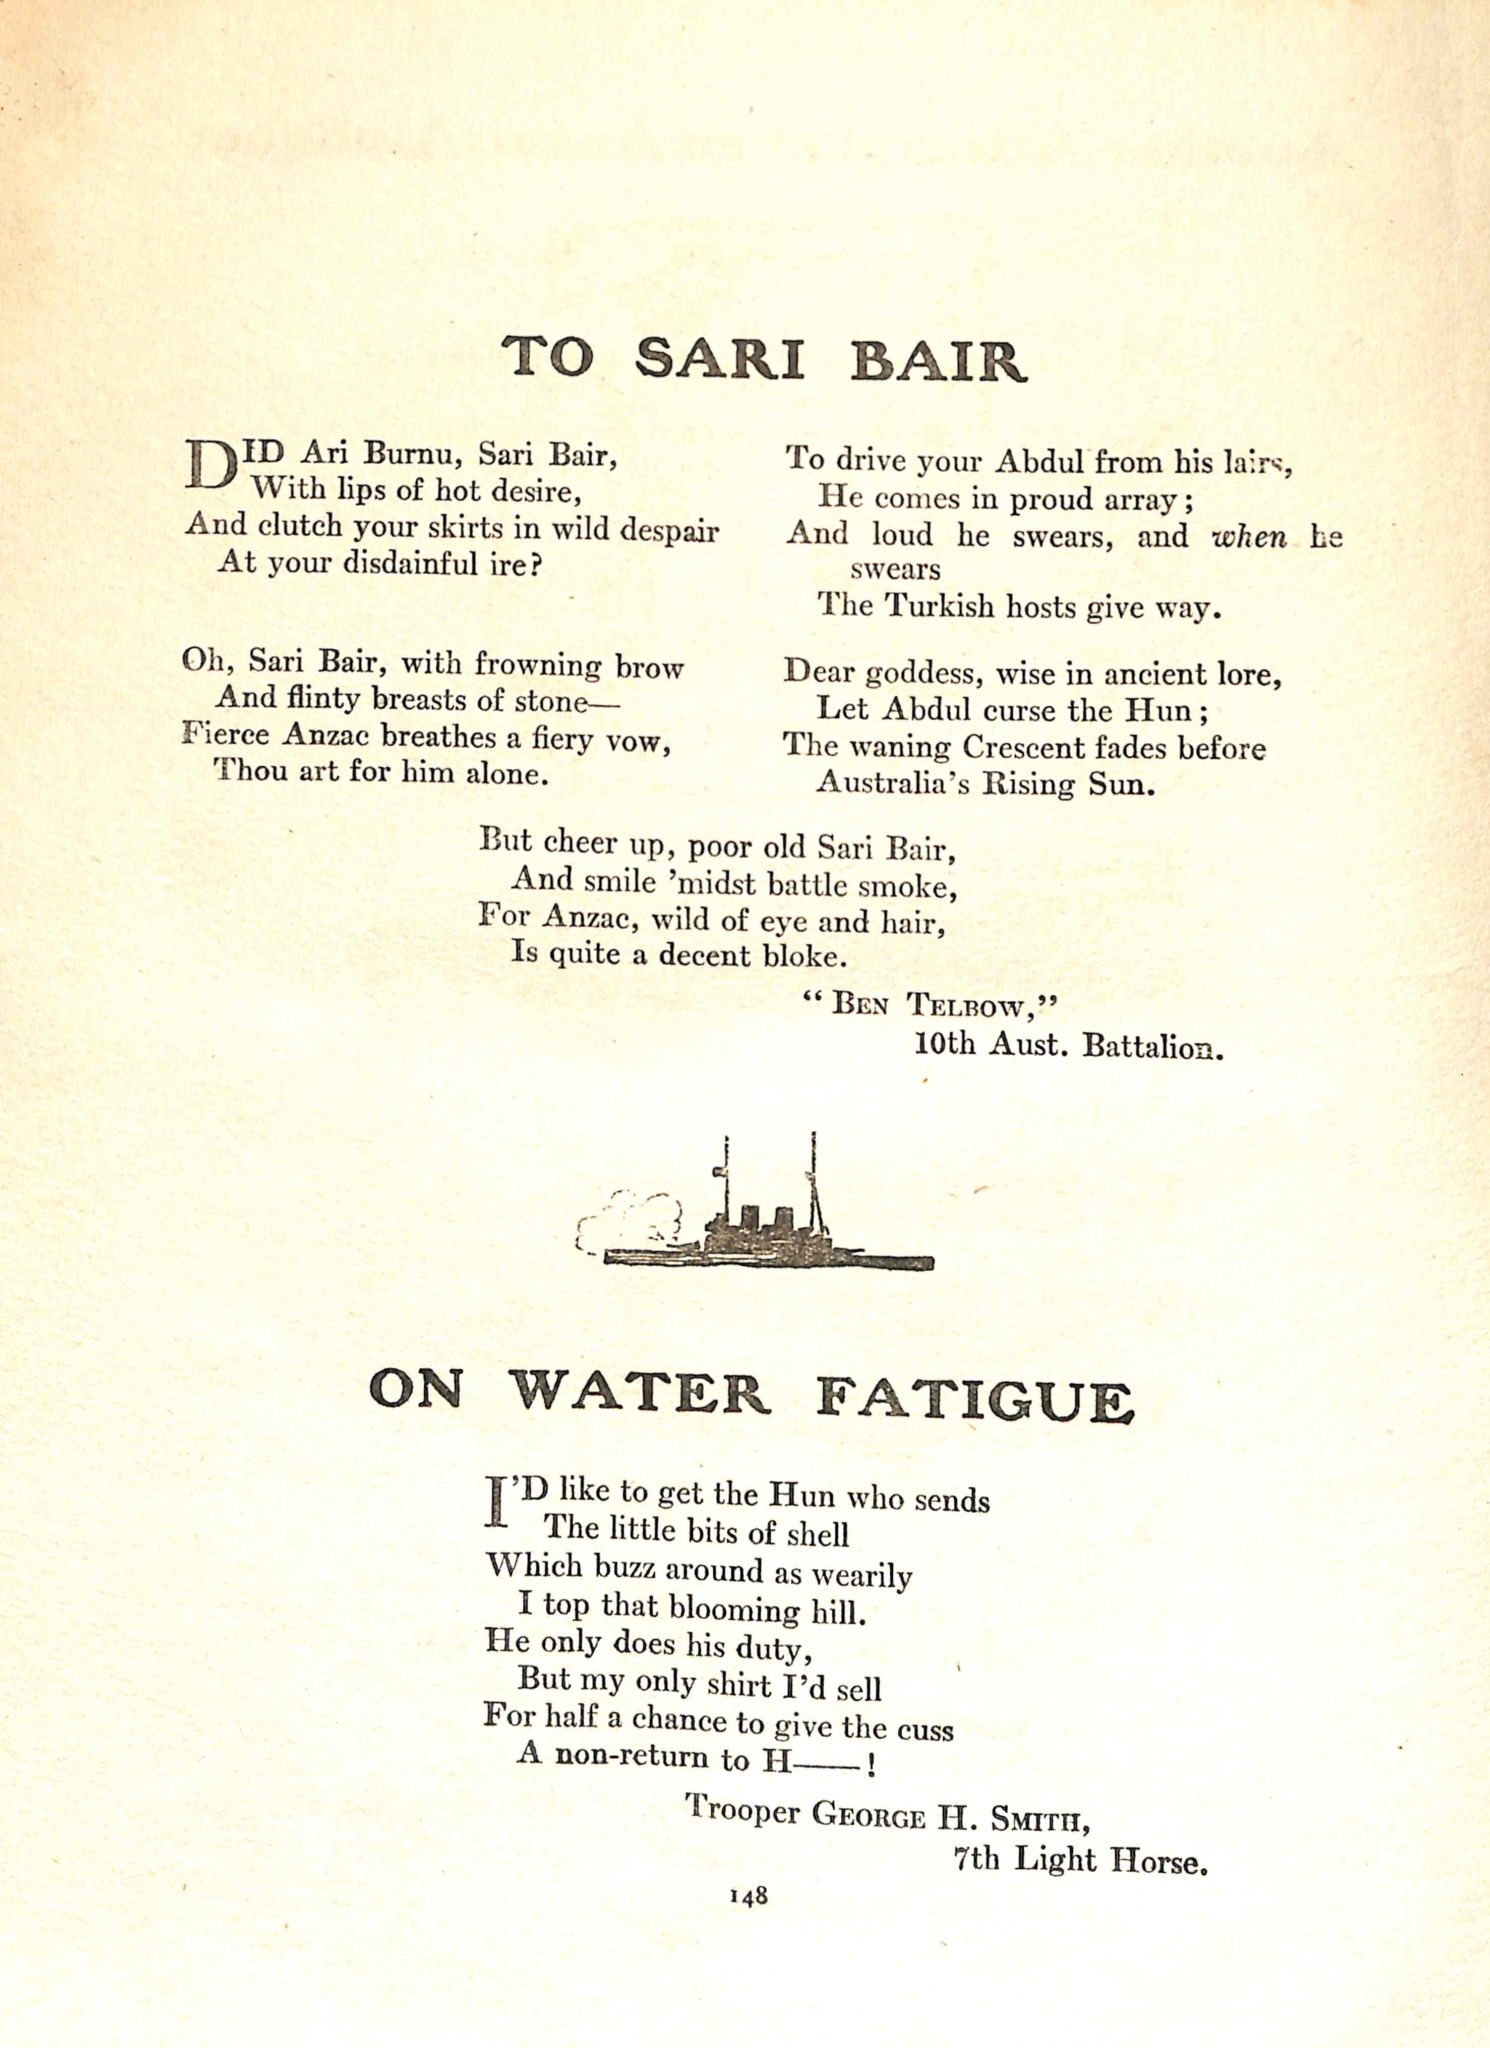 TO SARI BAIR
DID Ari Burnu, Sari Bair,
With lips of hot desire,
And clutch your skirts in wild despair
At your disdainful ire?
Oh, Sari Bair, with frowning brow
And flinty breasts of stone—
Fierce Anzac breathes a fiery vow,
Thou art for him alone.
To drive your Abdul from his lairs,
He comes in proud array;
And loud he swears, and when he
swears
The Turkish hosts give way.
Dear goddess, wise in ancient lore,
Let Abdul curse the Hun;
The waning Crescent fades before
Australia's Rising Sun.
But cheer up, poor old Sari Bair,
And smile 'midst battle smoke,
For Anzac, wild of eye and hair,
Is quite a decent bloke.
"BEN TELBOW,"
10th Aust. Battalion.
ON WATER FATIGUE
I'D like to get the Hun who sends
The little bits of shell
Which buzz around as wearily
I top that blooming hill.
He only does his duty,
But my only shirt I'd sell
For half a chance to give the cuss
A non-return to H——!
Trooper GEORGE H. SMITH,
7th Light Horse.
148